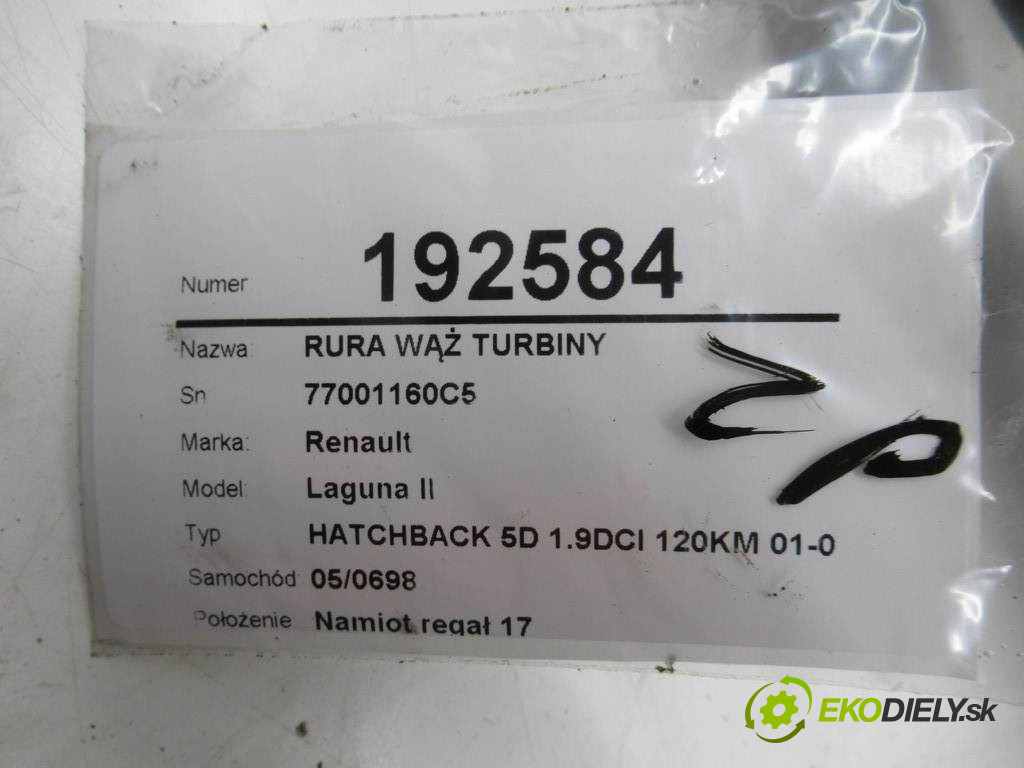 Numer 192584
Nazwa: RURA WĄŻ TURBINY
Sn 77001160C5
Marka: Renault
Model: Laguna II
Typ HATCHBACK 5D 1.9DCI 120KM 01-0
Samochód 05/0698
Położenie Namiot regał 17
ZP
EKODIELY.sk